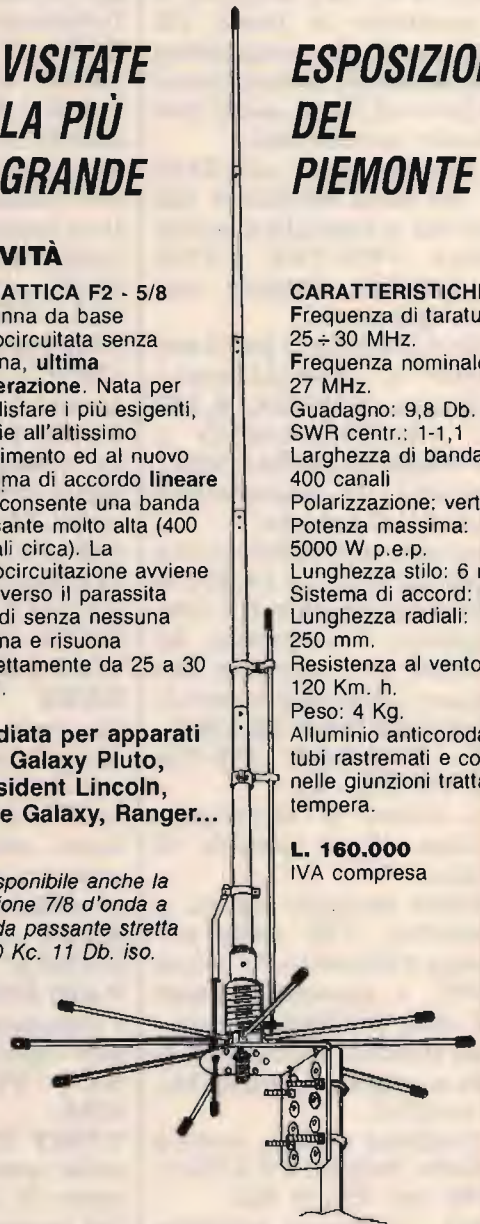 VISITATE
LA PIÙ
GRANDE
ESPOSIZION
DEL
PIEMONTE
VITÀ
ATTICA F2 - 5/8
nna da base
ocircuitata senza
na, ultima
erazione. Nata per
disfare i più esigenti,
ie all'altissimo
imento ed al nuovo
ma di accordo lineare
consente una banda
sante molto alta (400
ali circa). La
ocircuitazione avviene
verso il parassita
di senza nessuna
na e risuona
ettamente da 25 a 30
.
diata per apparati
Galaxy Pluto,
sident Lincoln,
e Galaxy, Ranger...
sponibile anche la
ione 7/8 d'onda a
da passante stretta
0 Kc. 11 Db. iso.
CARATTERISTICHE
Frequenza di taratu
25÷30 MHz.
Frequenza nominale
27 MHz.
Guadagno: 9,8 Db.
SWR centr.: 1-1,1
Larghezza di banda
400 canali
Polarizzazione: vert
Potenza massima:
5000 W p.e.p.
Lunghezza stilo: 6 m
Sistema di accord:
Lunghezza radiali:
250 mm.
Resistenza al vento
120 Km. h.
Peso: 4 Kg.
Alluminio anticoroda
tubi rastremati e co
nelle giunzioni tratta
tempera.
L. 160.000
IVA compresa